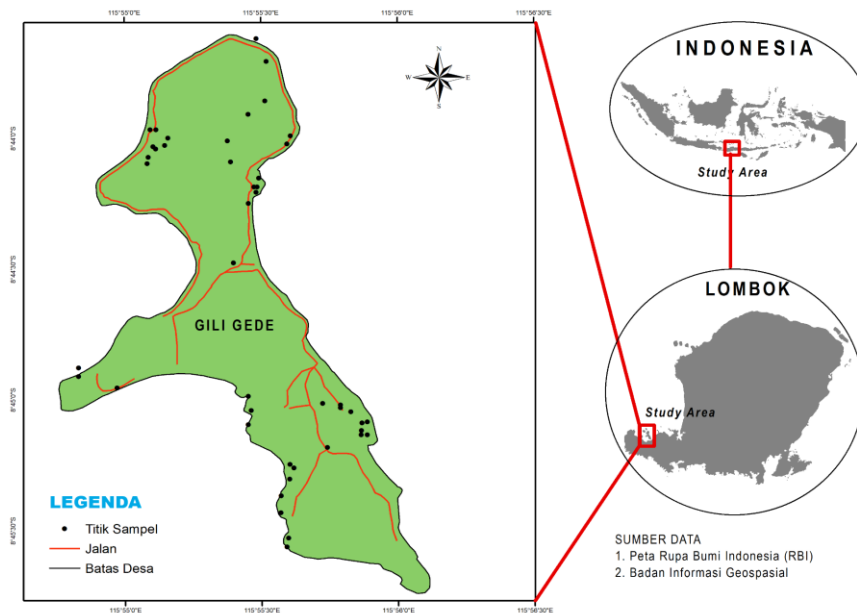 115°55'0"E 115°55'30"E 115°56'0"E 115°56'30"E
N
W E
S
8°44'0"S
8°44'30"S
8°45'0"S
8°45'30"S
GILI GEDE
LEGENDA
Titik Sampel
Jalan
Batas Desa
115°55'0"E 115°55'30"E 115°56'0"E 115°56'30"E
INDONESIA
Study Area
LOMBOK
Study Area
SUMBER DATA
1. Peta Rupa Bumi Indonesia (RBI)
2. Badan Informasi Geospasial